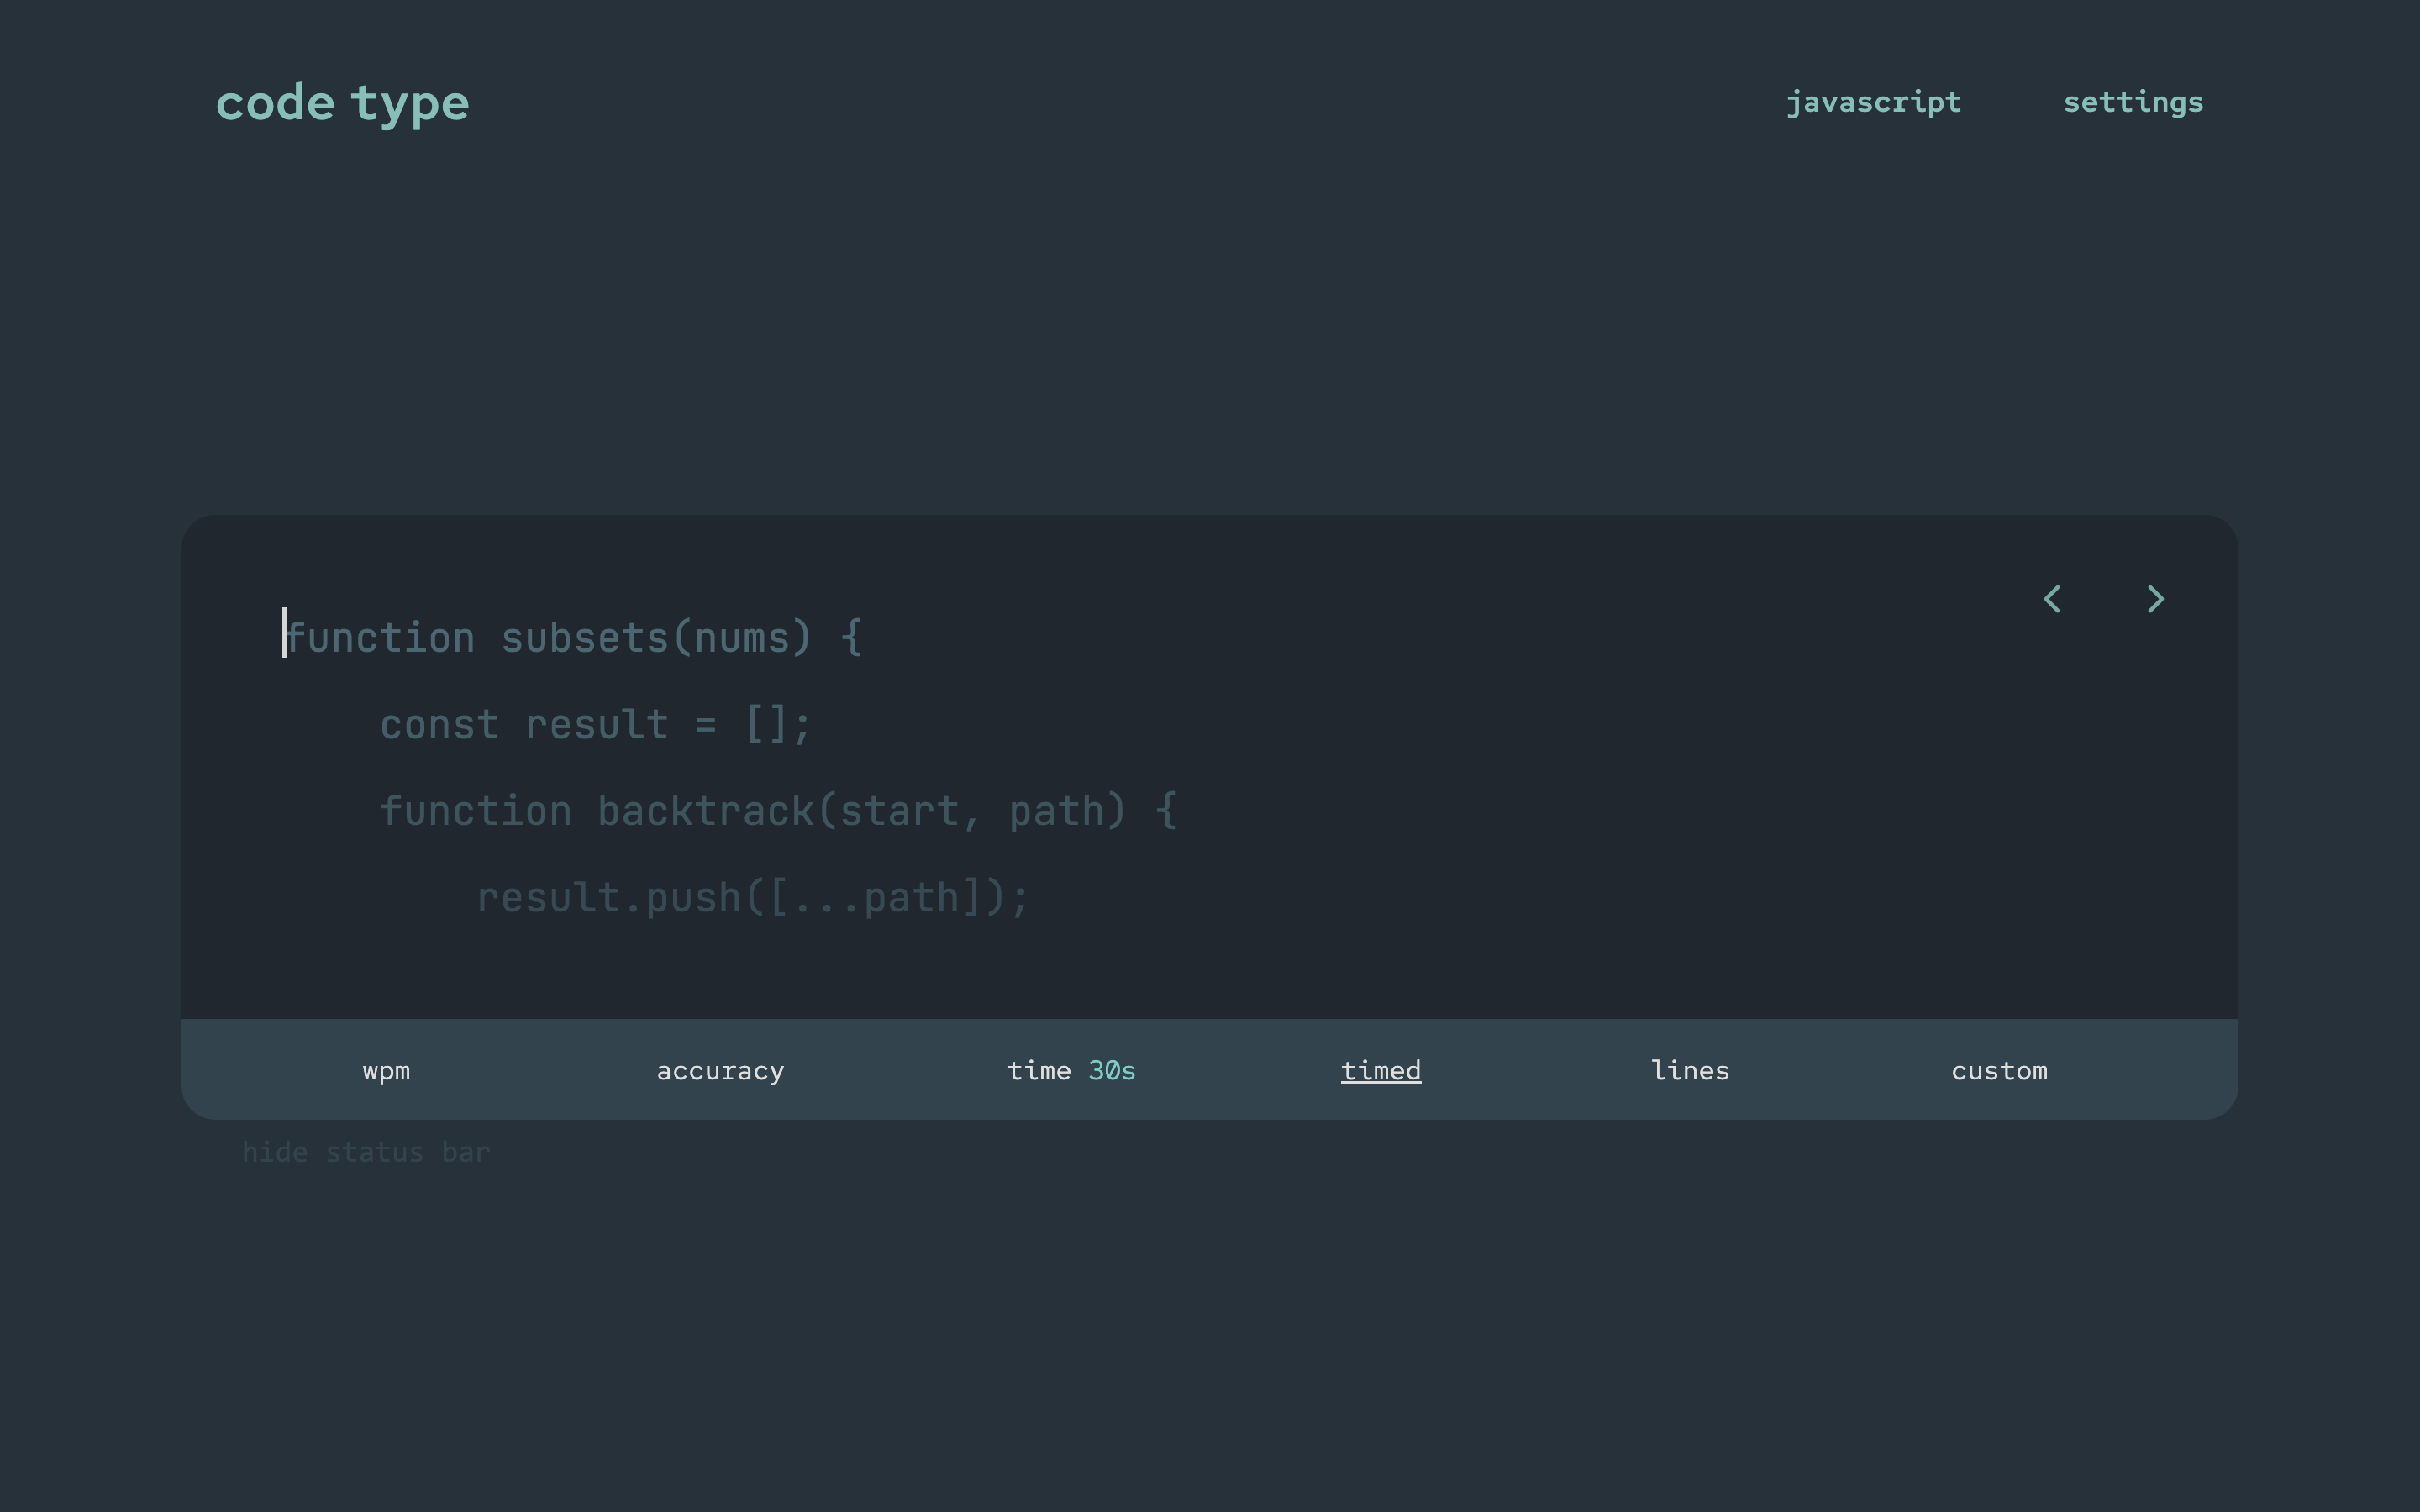 code type
javascript settings
function subsets(nums) {
    const result = [];
    function backtrack(start, path) {
        result.push([...path]);
wpm accuracy time 30s timed lines custom
hide status bar